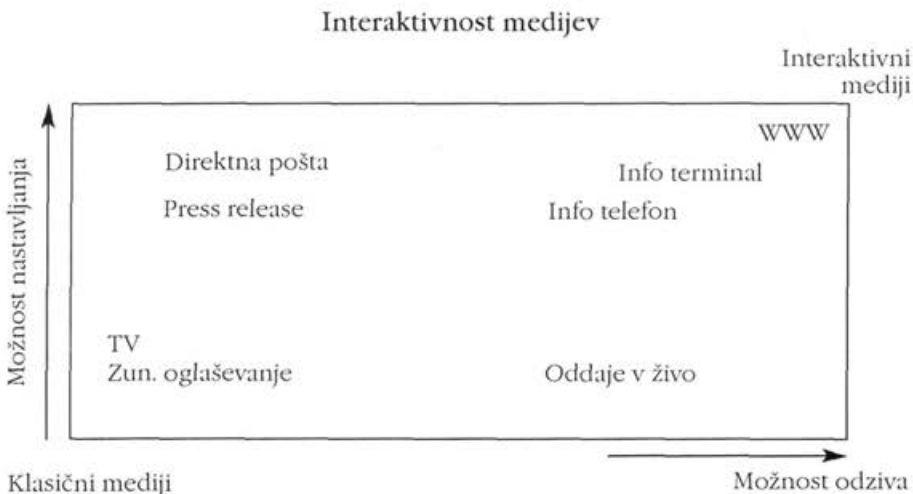 Interaktivnost medijev
Interaktivni
mediji
WWW
Direktna pošta
Info terminal
Press release
Info telefon
Možnost nastavljanja
TV
Zun. oglaševanje
Oddaje v živo
Klasični mediji
Možnost odziva